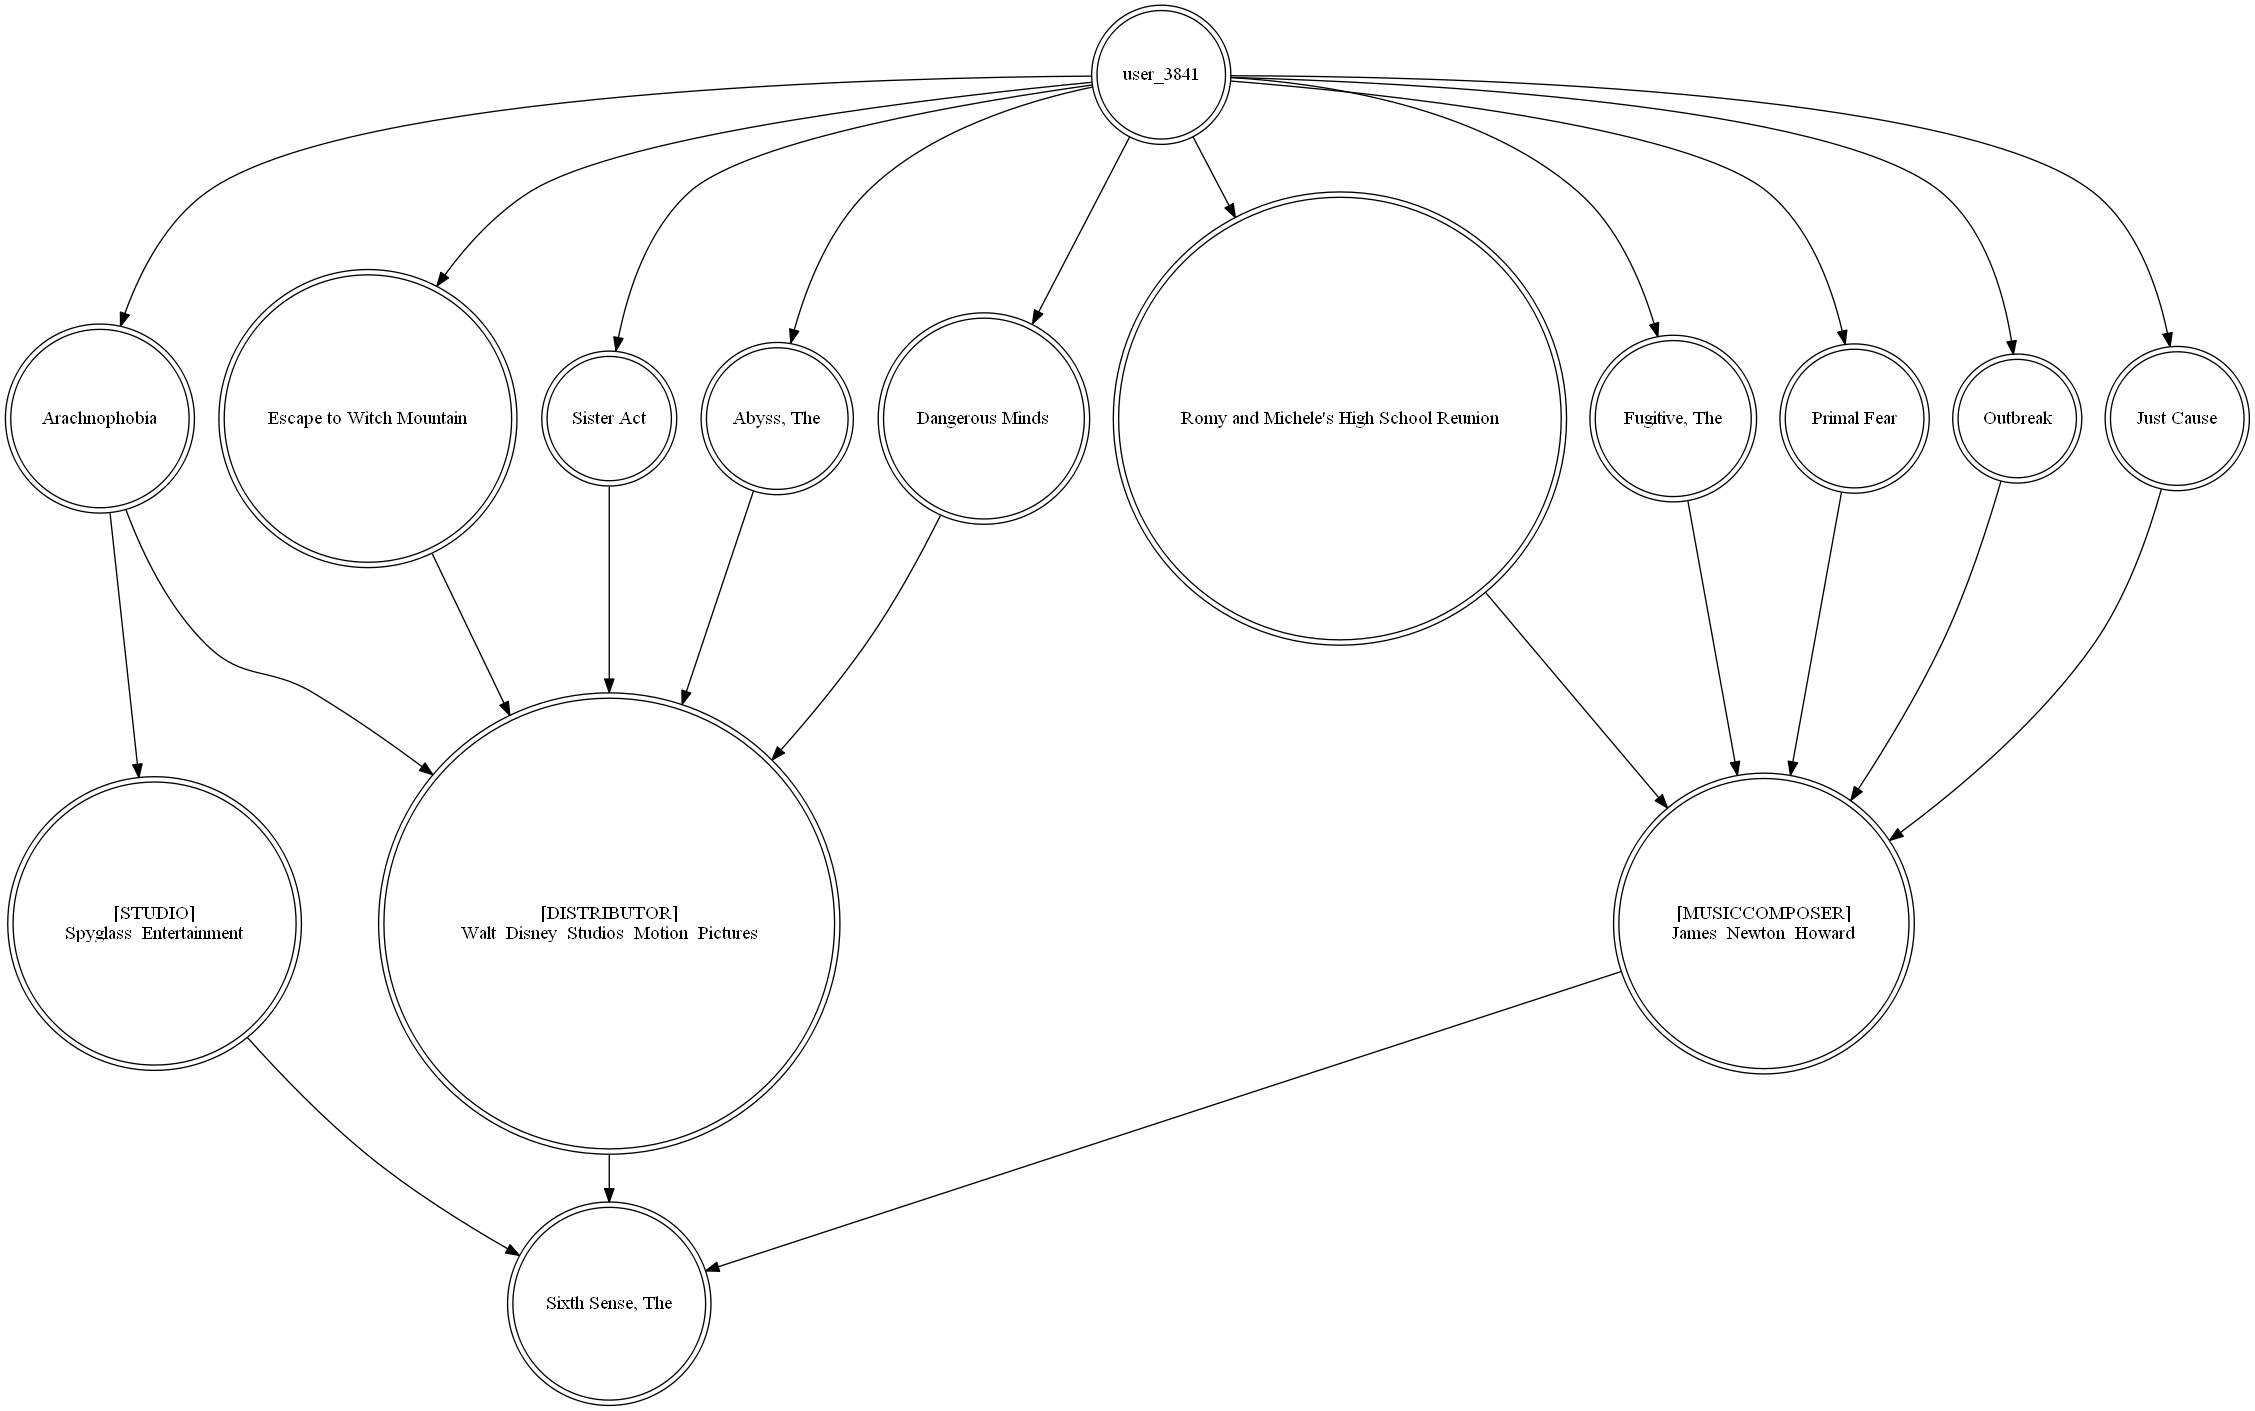 user_3841
Arachnophobia
Escape to Witch Mountain
Sister Act
Abyss, The
Dangerous Minds
Romy and Michele's High School Reunion
Fugitive, The
Primal Fear
Outbreak
Just Cause
[STUDIO]
Spyglass Entertainment
[DISTRIBUTOR]
Walt Disney Studios Motion Pictures
[MUSICCOMPOSER]
James Newton Howard
Sixth Sense, The